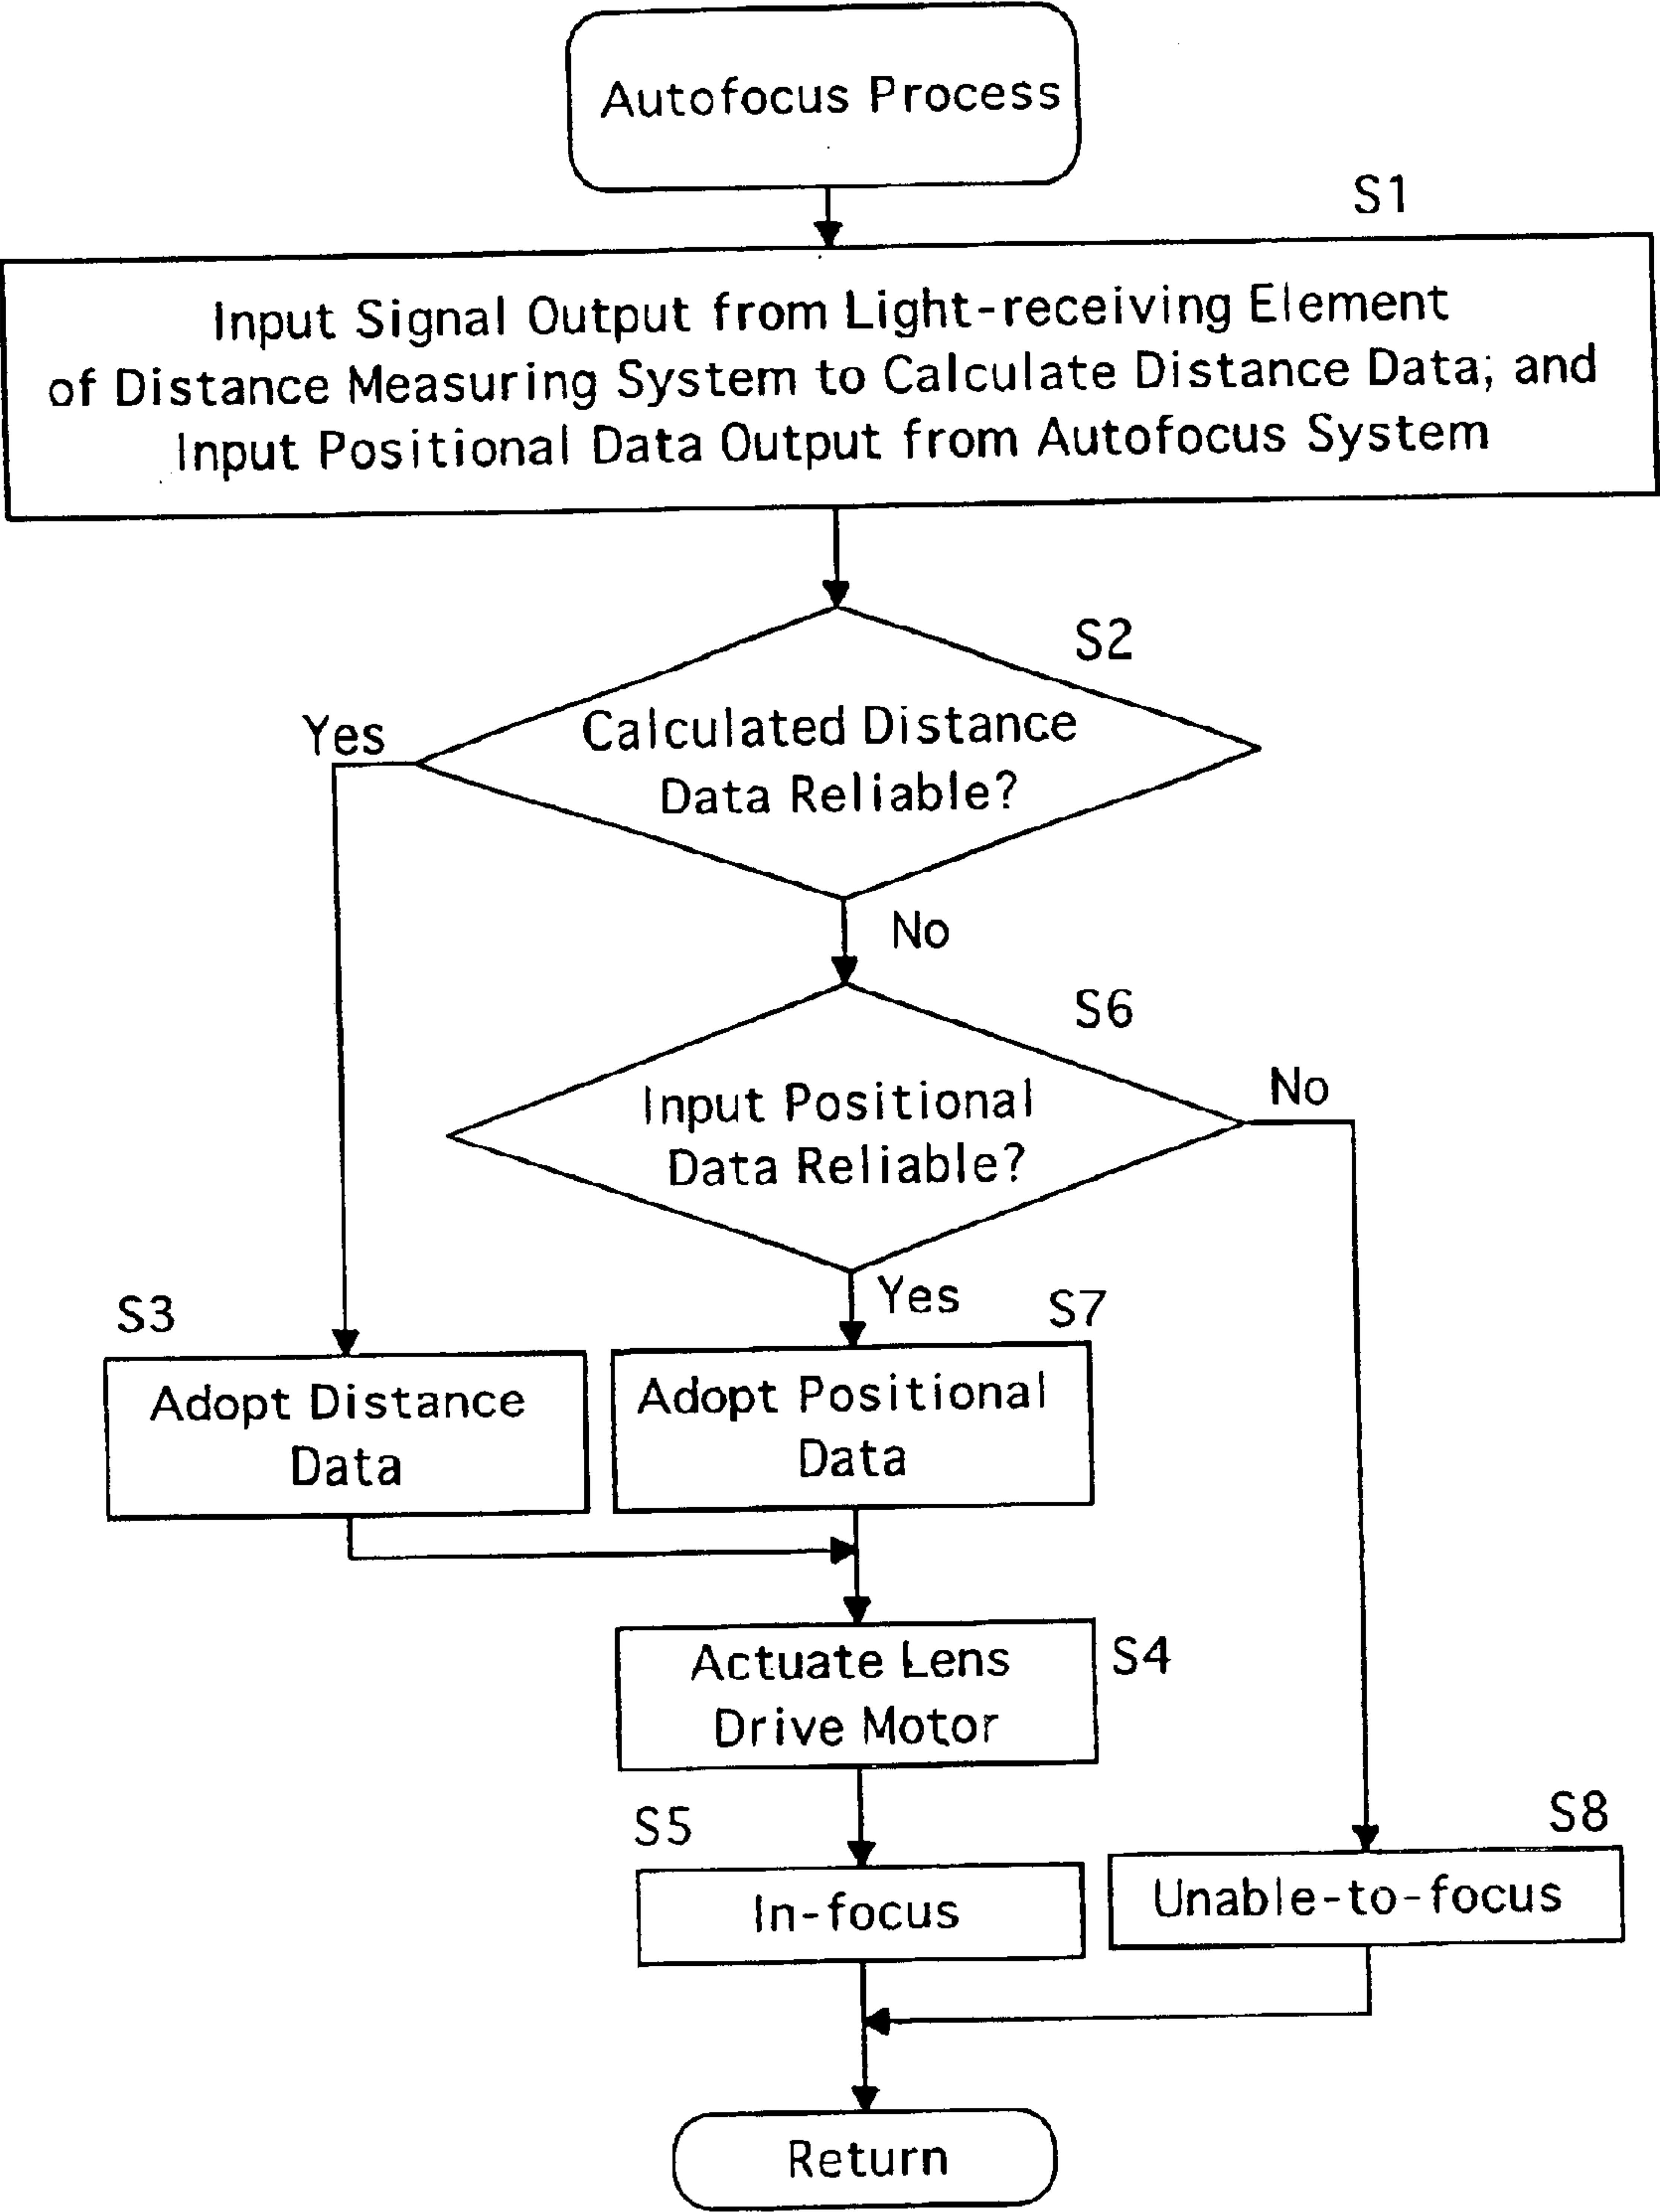 Autofocus Process
S1
Input Signal Output from Light-receiving Element
of Distance Measuring System to Calculate Distance Data; and
Input Positional Data Output from Autofocus System
S2
Yes
Calculated Distance
Data Reliable?
No
S6
Input Positional
Data Reliable?
No
Yes
S3
S7
Adopt Distance
Data
Adopt Positional
Data
Actuate Lens
Drive Motor
S4
S5
S8
In-focus
Unable-to-focus
Return